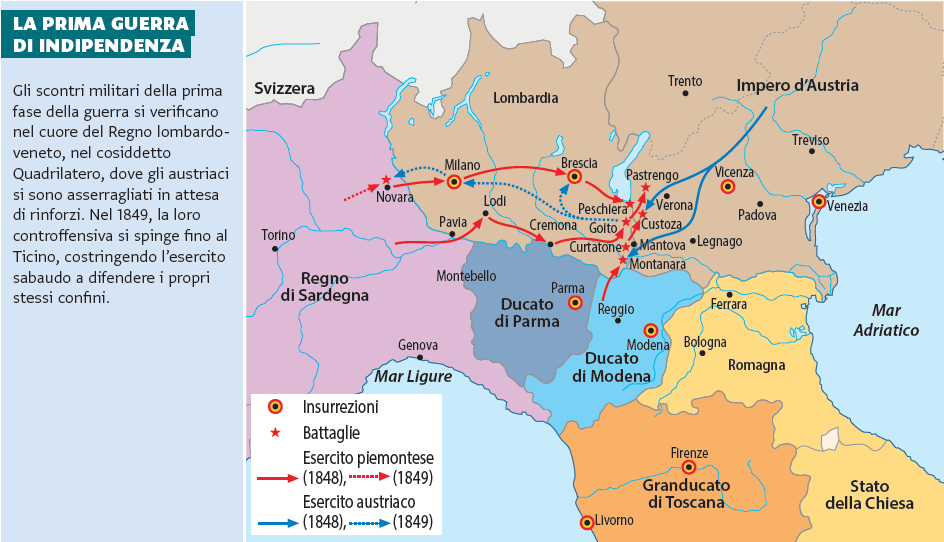 LA PRIMA GUERRA
DI INDIPENDENZA
Gli scontri militari della prima
fase della guerra si verificano
nel cuore del Regno lombardo-
veneto, nel cosiddetto
Quadrilatero, dove gli austriaci
si sono asserragliati in attesa
di rinforzi. Nel 1849, la loro
controffensiva si spinge fino al
Ticino, costringendo l'esercito
sabaudo a difendere i propri
stessi confini.
Svizzera
Lombardia
Trento
Impero d'Austria
Treviso
Milano
Brescia
Pastrengo
Vicenza
Novara
Lodi
Peschiera
Verona
Padova
Venezia
Pavia
Cremona
Goito
Custoza
Torino
Curtatone
Mantova
Legnago
Montanara
Regno
di Sardegna
Montebello
Parma
Ducato
di Parma
Reggio
Ferrara
Mar
Adriatico
Genova
Modena
Bologna
Mar Ligure
Ducato
di Modena
Romagna
Insurrezioni
Battaglie
Esercito piemontese
(1848), (1849)
Esercito austriaco
(1848), (1849)
Firenze
Granducato
di Toscana
Stato
della Chiesa
Livorno